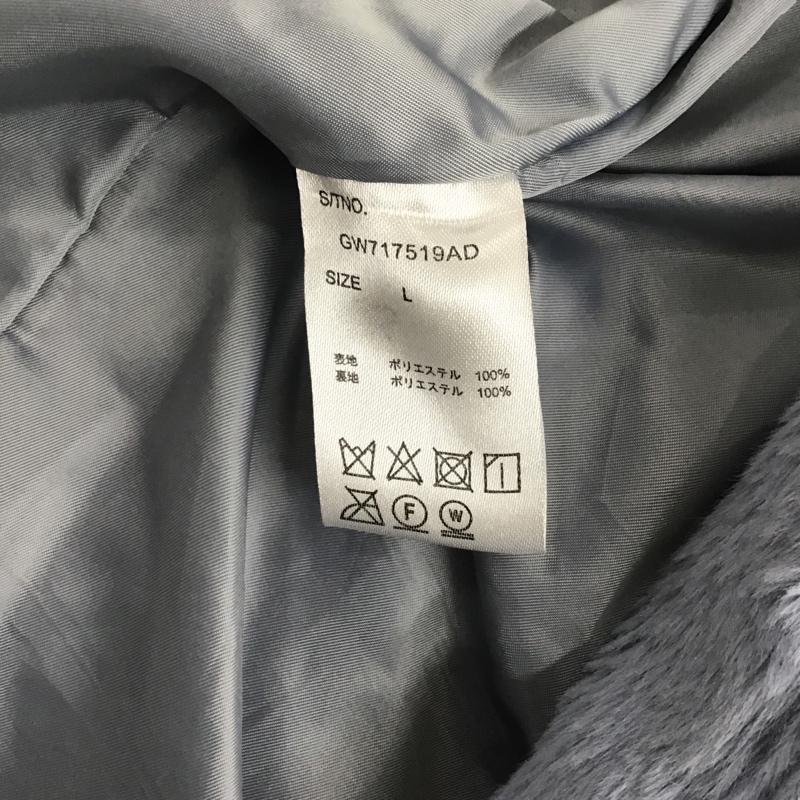 S/TNO.
GW717519AD
SIZE L
表地 ポリエステル 100%
裏地 ポリエステル 100%
F W